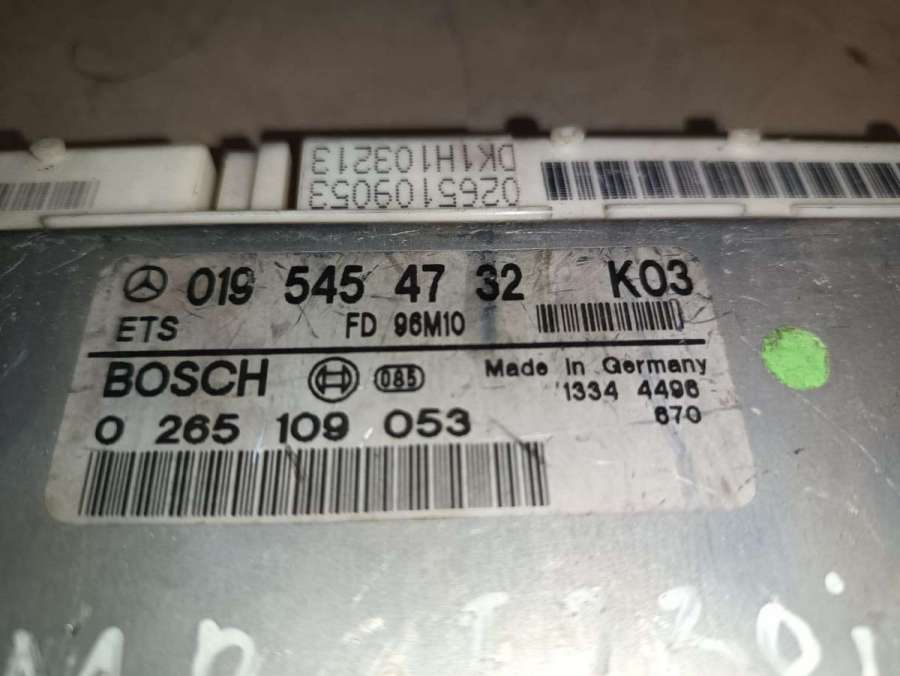 0265109053
DK1H103213
019 545 47 32 K03
ETS FD 96M10
BOSCH 085 Made In Germany
1334 4496
0 265 109 053 670